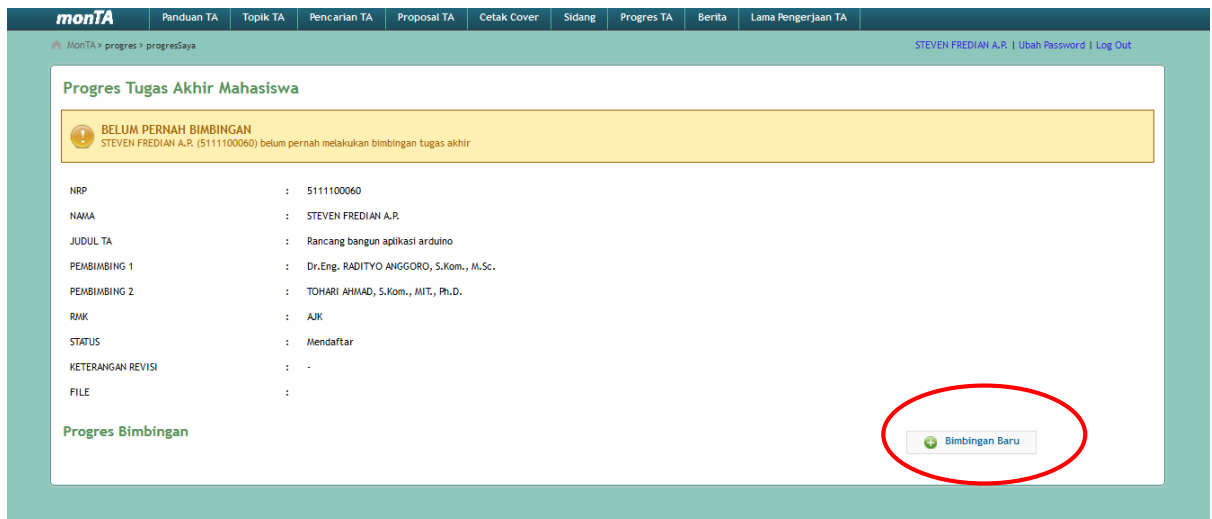 monTA Panduan TA Topik TA Pencarian TA Proposal TA Cetak Cover Sidang Progres TA Berita Lama Pengerjaan TA
MonTA > progres > progresSaya STEVEN FREDIAN A.P. | Ubah Password | Log Out
Progres Tugas Akhir Mahasiswa
BELUM PERNAH BIMBINGAN
STEVEN FREDIAN A.P. (5111100060) belum pernah melakukan bimbingan tugas akhir
NRP : 5111100060
NAMA : STEVEN FREDIAN A.P.
JUDUL TA : Rancang bangun aplikasi arduino
PEMBIMBING 1 : Dr.Eng. RADITYO ANGGORO, S.Kom., M.Sc.
PEMBIMBING 2 : TOHARI AHMAD, S.Kom., MIT., Ph.D.
RMK : AJK
STATUS : Mendaftar
KETERANGAN REVISI : -
FILE :
Progres Bimbingan Bimbingan Baru